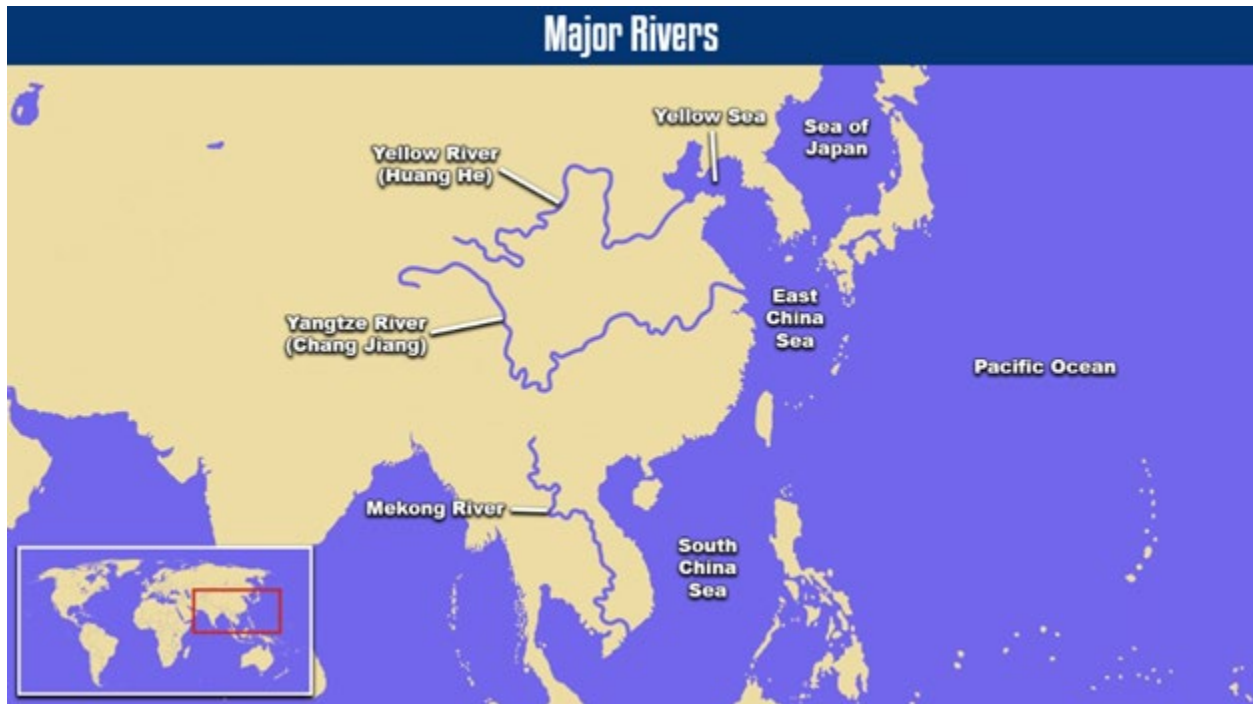 Major Rivers
Yellow Sea
Sea of
Japan
Yellow River
(Huang He)
East
China
Sea
Yangtze River
(Chang Jiang)
Pacific Ocean
Mekong River
South
China
Sea